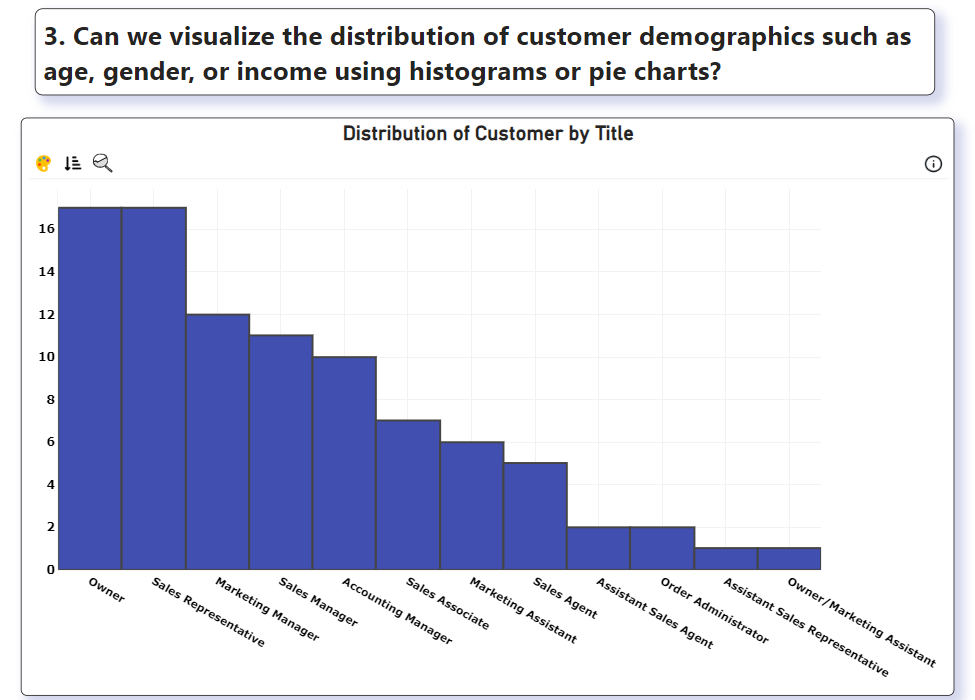 3. Can we visualize the distribution of customer demographics such as
age, gender, or income using histograms or pie charts?
Distribution of Customer by Title
16
14
12
10
8
6
4
2
0
Owner
Sales Representative
Marketing Manager
Sales Manager
Accounting Manager
Sales Associate
Marketing Assistant
Sales Agent
Assistant Sales Agent
Order Administrator
Assistant Sales Representative
Owner/Marketing Assistant